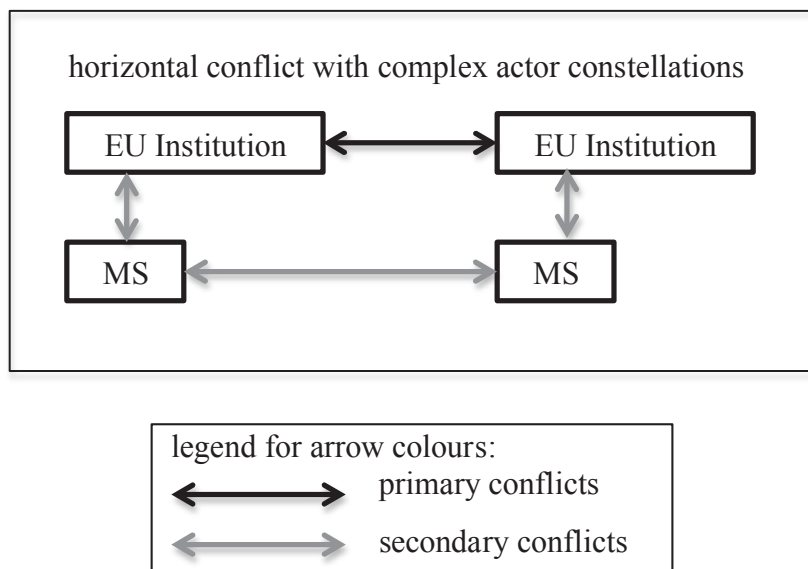 horizontal conflict with complex actor constellations
EU Institution
EU Institution
MS
MS
legend for arrow colours:
primary conflicts
secondary conflicts